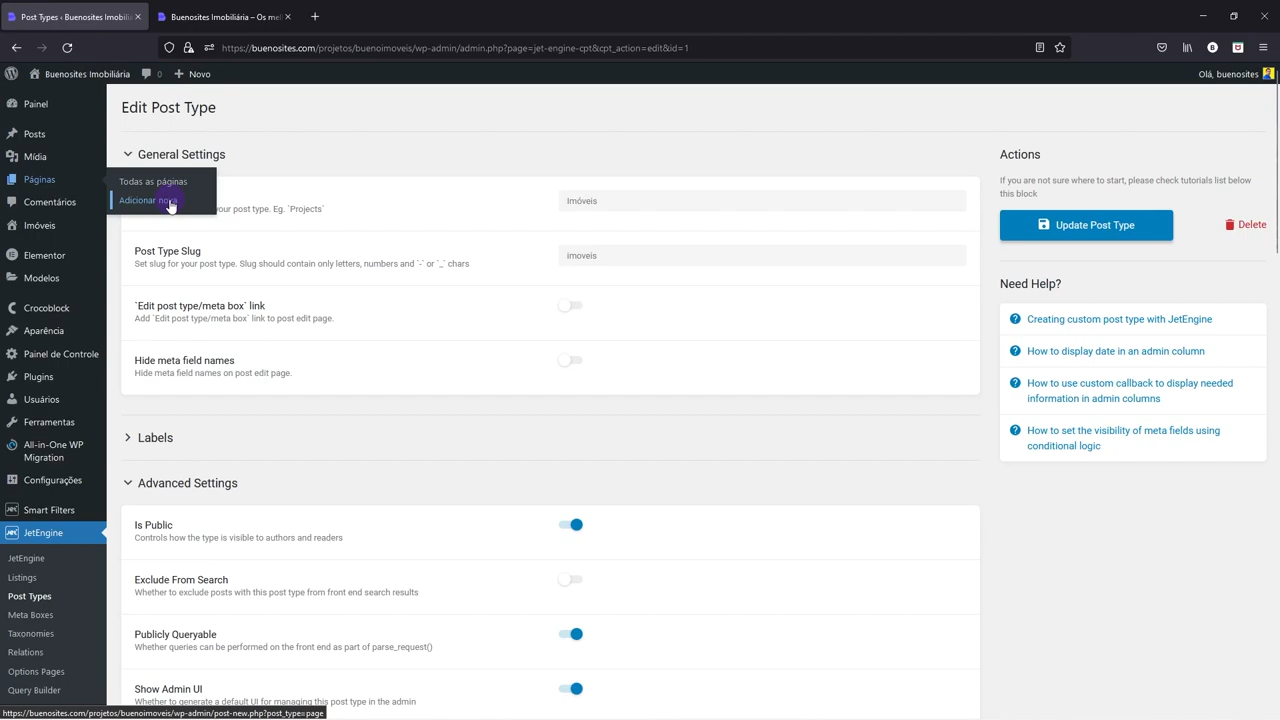 Post Types ‹ Buenosites Imobili
Buenosites Imobiliária – Os mel
https://buenosites.com/projetos/buenoimoveis/wp-admin/admin.php?page=jet-engine-cpt&cpt_action=edit&id=1
Buenosites Imobiliária
0
Novo
Olá, buenosites
Painel
Posts
Mídia
Páginas
Comentários
Imóveis
Elementor
Modelos
Crocoblock
Aparência
Painel de Controle
Plugins
Usuários
Ferramentas
All-in-One WP
Migration
Configurações
Smart Filters
JetEngine
JetEngine
Listings
Post Types
Meta Boxes
Taxonomies
Relations
Options Pages
Query Builder
Todas as páginas
Adicionar nova
Edit Post Type
General Settings
your post type. Eg. `Projects`
Imóveis
Post Type Slug
Set slug for your post type. Slug should contain only letters, numbers and `-` or `_` chars
imoveis
`Edit post type/meta box` link
Add `Edit post type/meta box` link to post edit page.
Hide meta field names
Hide meta field names on post edit page.
Labels
Advanced Settings
Is Public
Controls how the type is visible to authors and readers
Exclude From Search
Whether to exclude posts with this post type from front end search results
Publicly Queryable
Whether queries can be performed on the front end as part of parse_request()
Show Admin UI
Whether to generate a default UI for managing this post type in the admin
Actions
If you are not sure where to start, please check tutorials list below
this block
Update Post Type
Delete
Need Help?
Creating custom post type with JetEngine
How to display date in an admin column
How to use custom callback to display needed
information in admin columns
How to set the visibility of meta fields using
conditional logic
https://buenosites.com/projetos/buenoimoveis/wp-admin/post-new.php?post_type=page